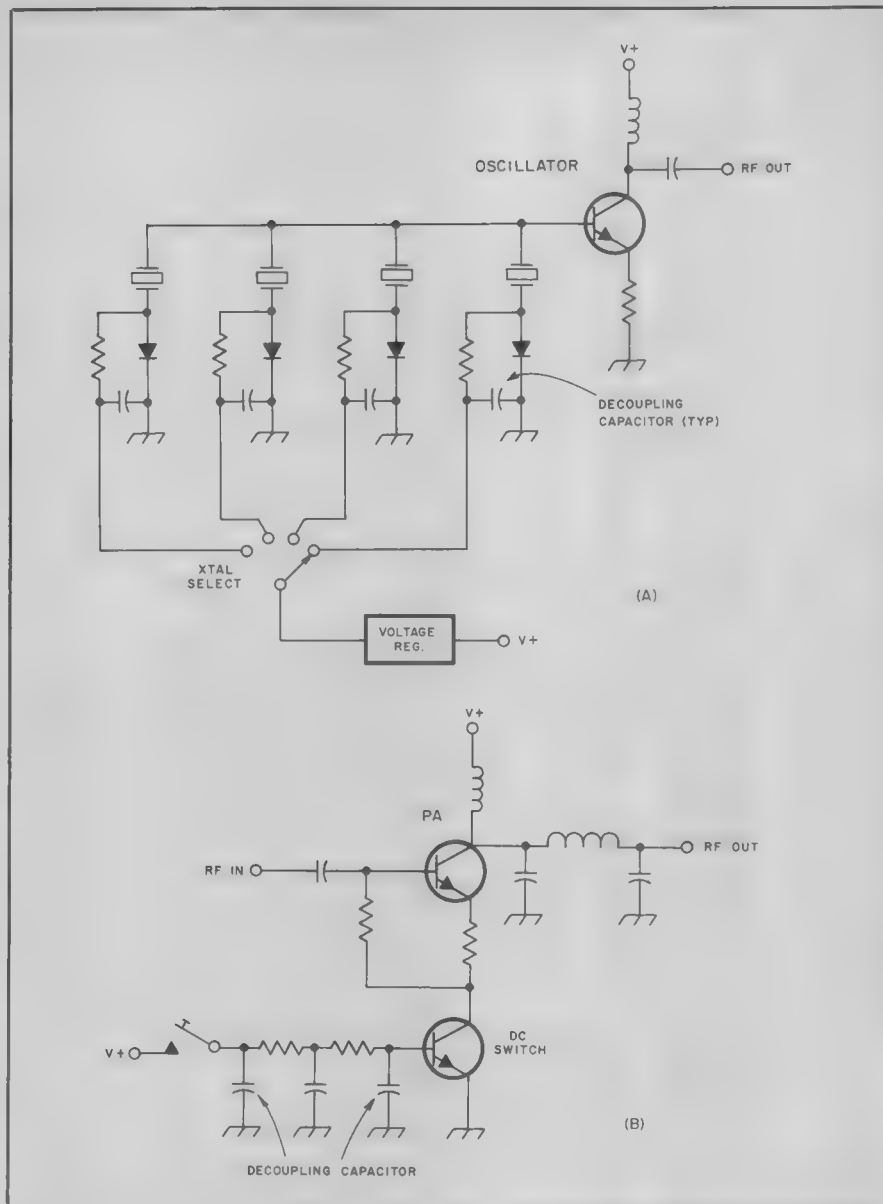 V+
OSCILLATOR
RF OUT
DECOUPLING
CAPACITOR (TYP)
XTAL
SELECT
(A)
VOLTAGE
REG.
V+
V+
PA
RF IN
RF OUT
DC
SWITCH
V+
(B)
DECOUPLING CAPACITOR